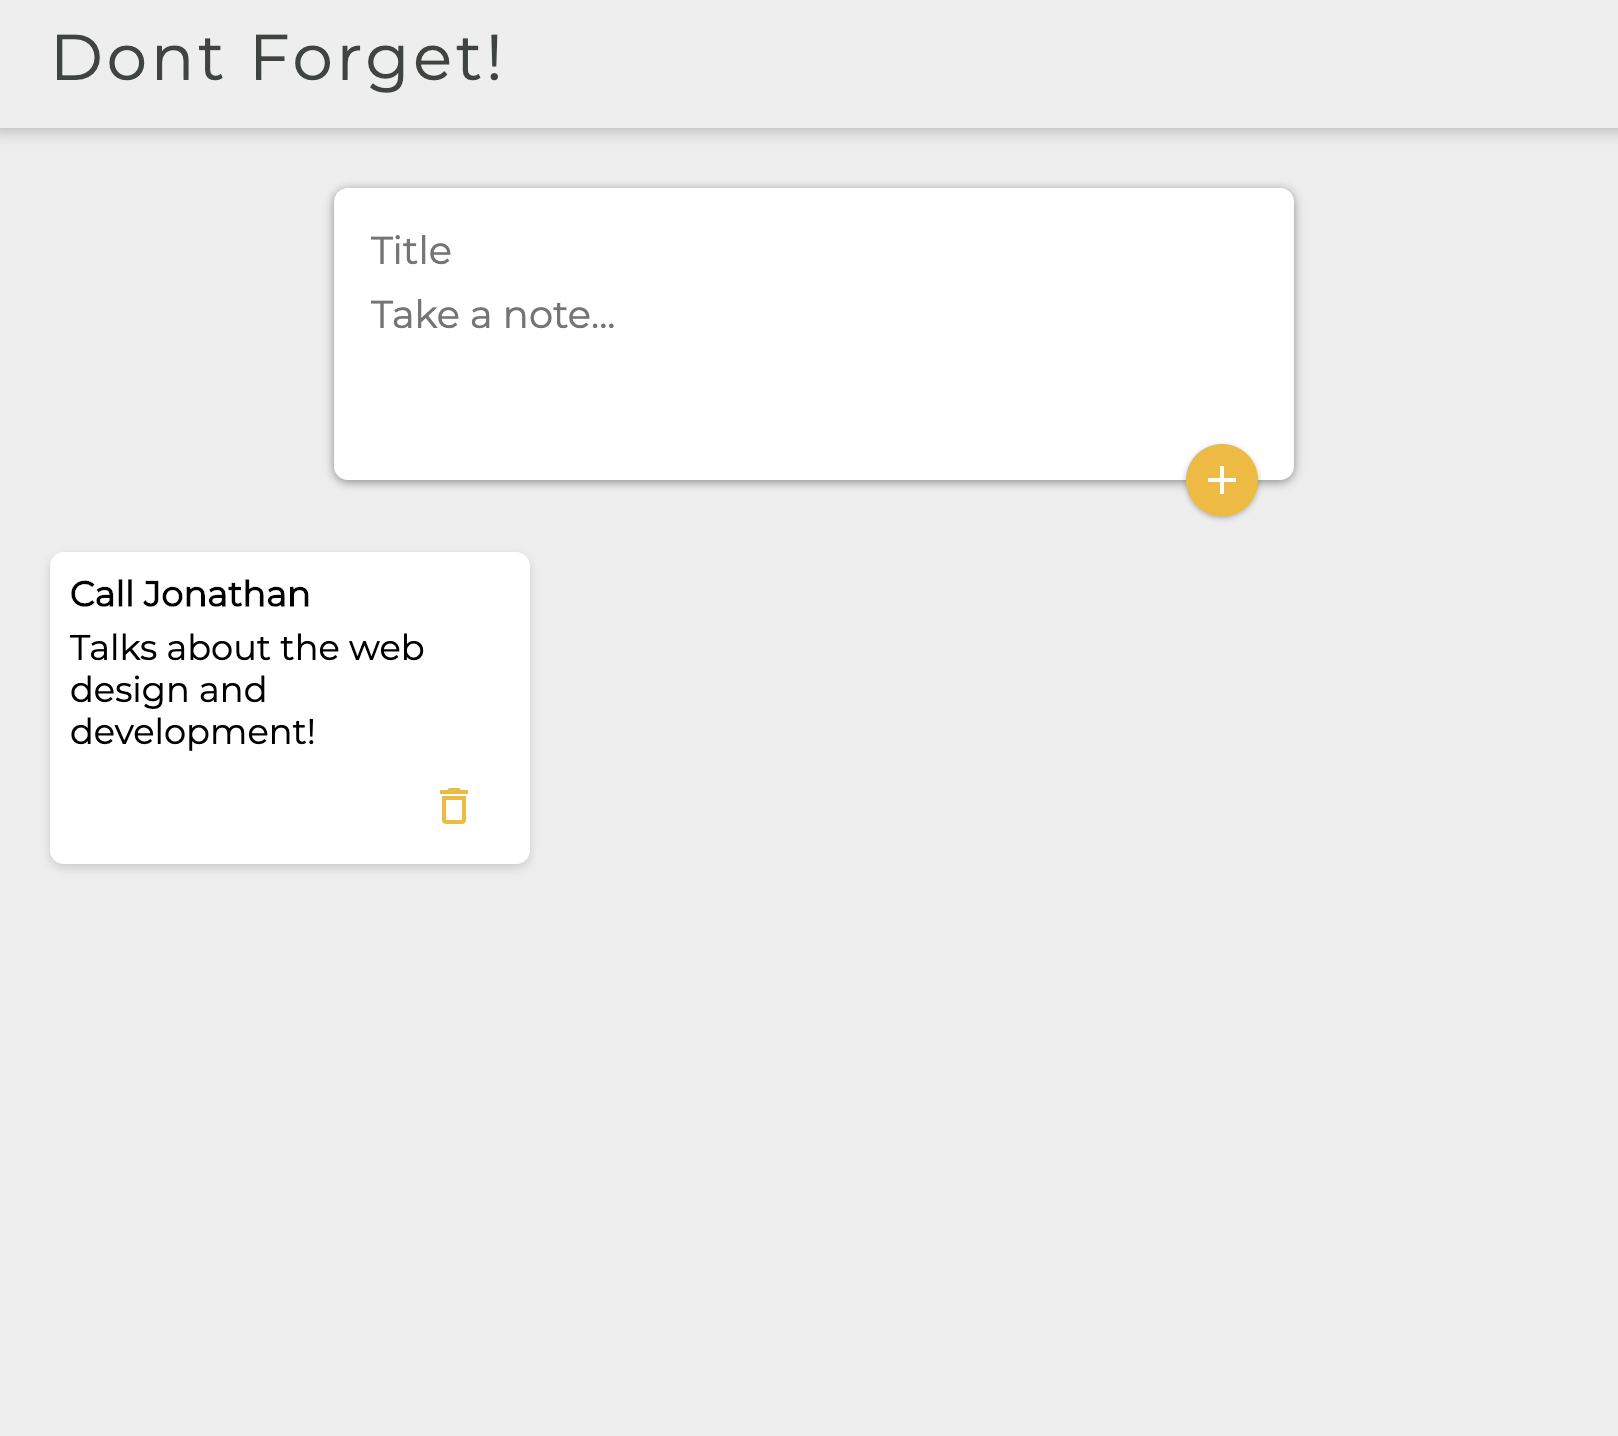 Dont Forget!
Title
Take a note...
Call Jonathan
Talks about the web
design and
development!